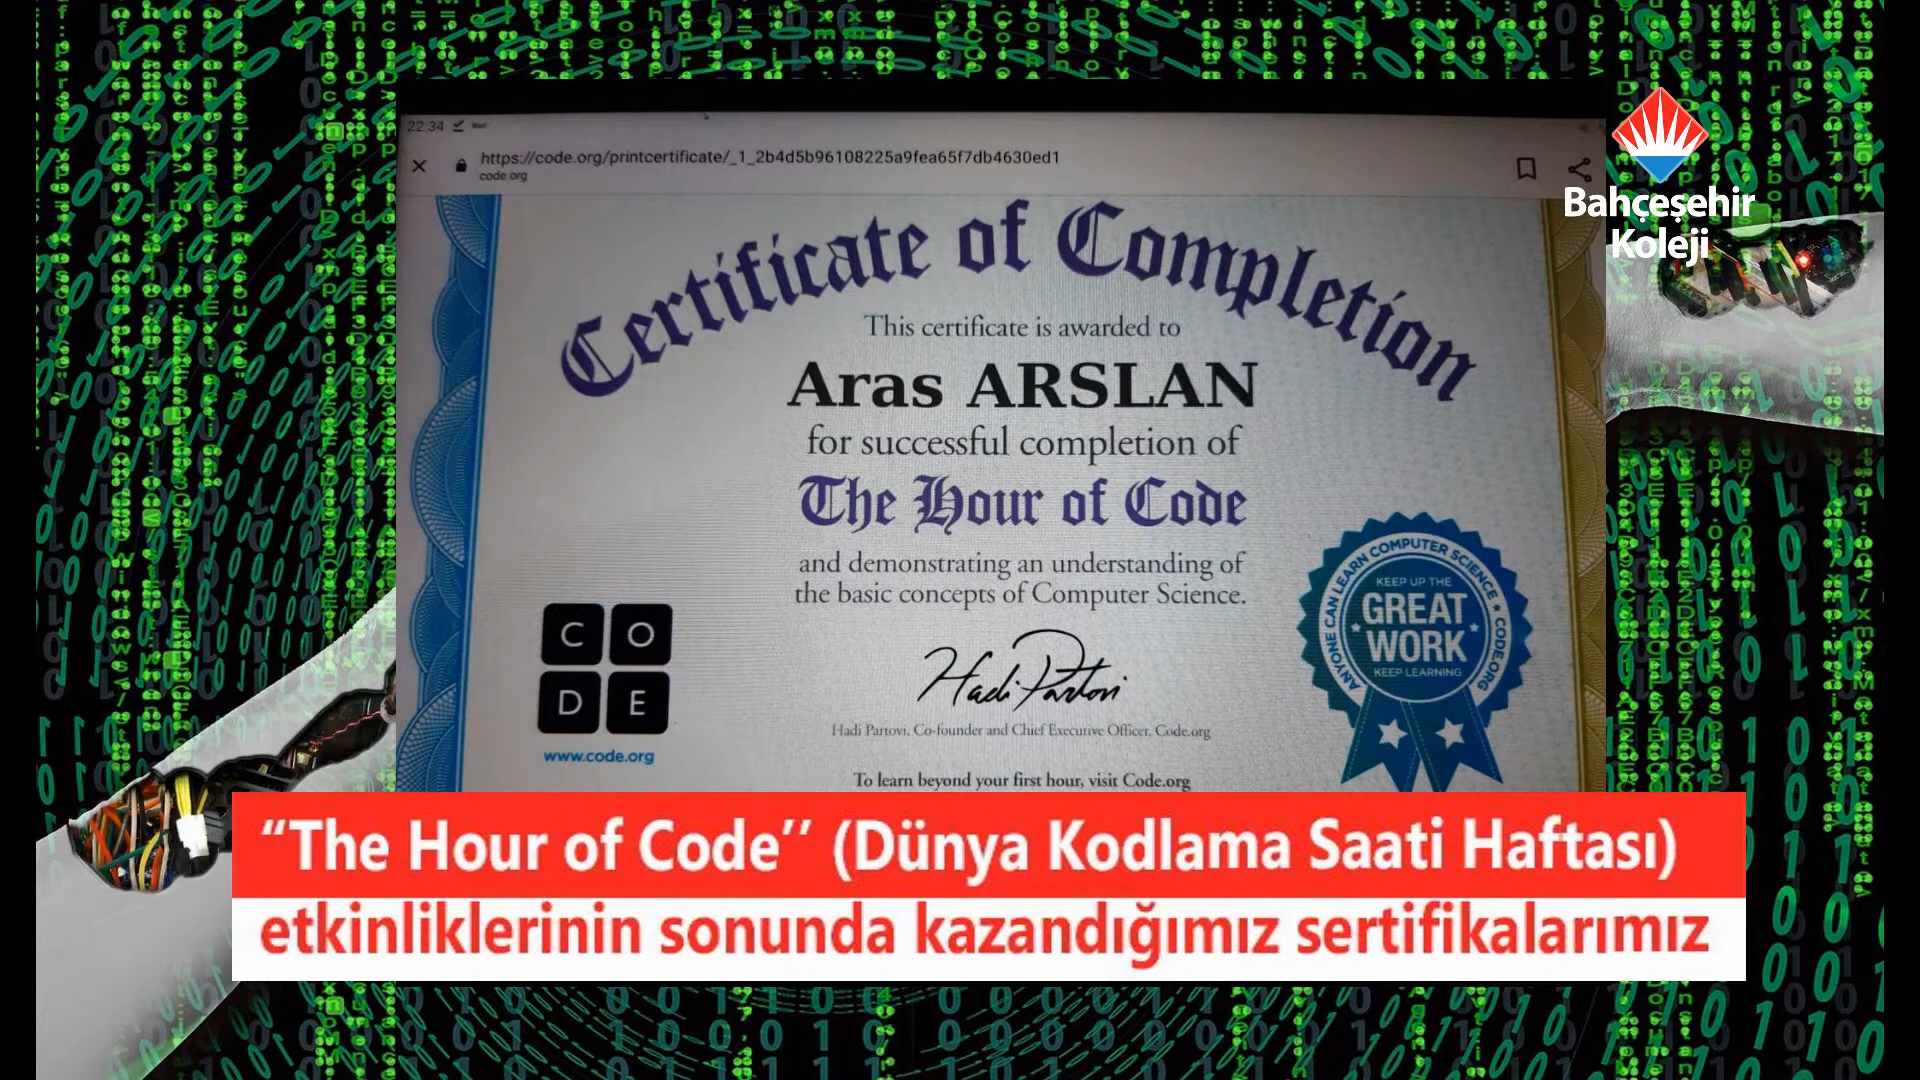 22:34
https://code.org/printcertificate/_1_2b4d5b96108225a9fea65f7db4630ed1
code.org
Bahçeşehir
Koleji
Certificate of Completion
This certificate is awarded to
Aras ARSLAN
for successful completion of
The Hour of Code
and demonstrating an understanding of
the basic concepts of Computer Science.
C O
D E
www.code.org
Hadi Partovi
Hadi Partovi, Co-founder and Chief Executive Officer, Code.org
ANYONE CAN LEARN COMPUTER SCIENCE • CODE.ORG
KEEP UP THE
GREAT
WORK
KEEP LEARNING
To learn beyond your first hour, visit Code.org
“The Hour of Code’’ (Dünya Kodlama Saati Haftası)
etkinliklerinin sonunda kazandığımız sertifikalarımız